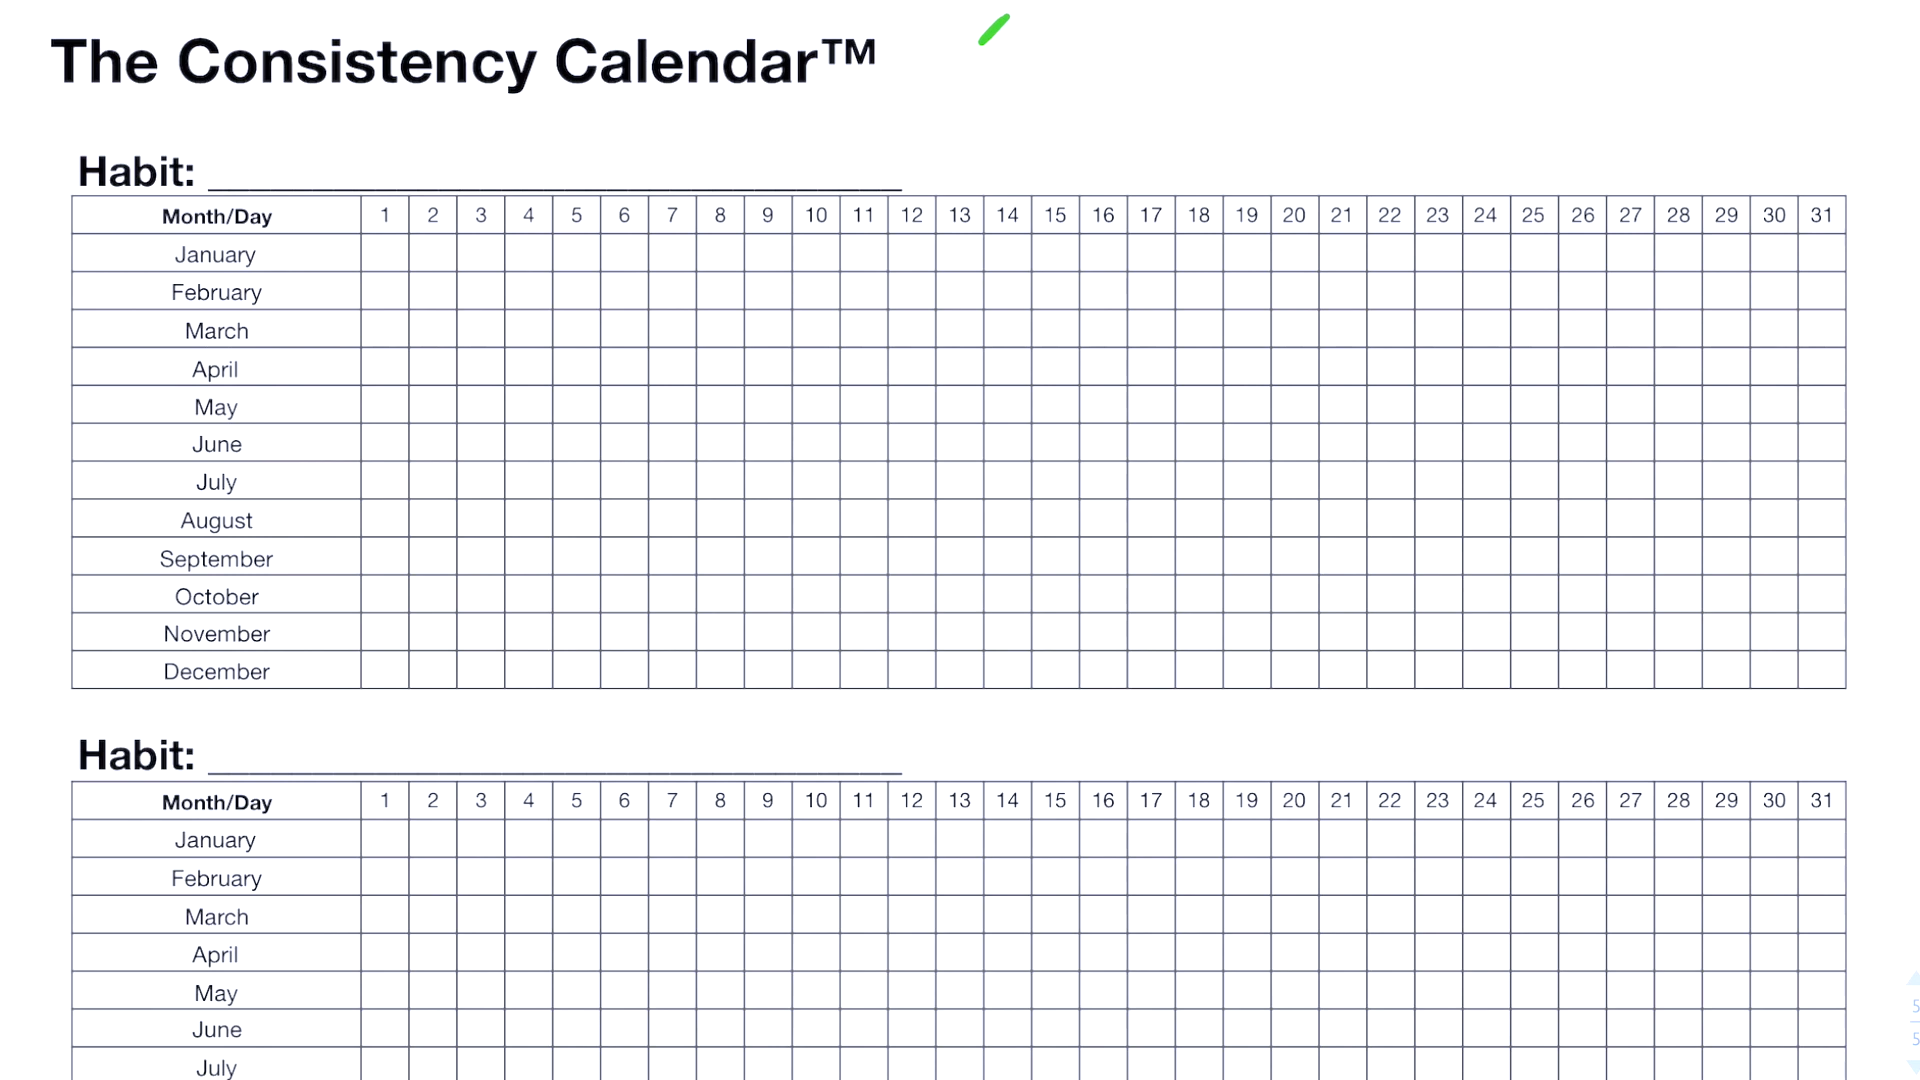 The Consistency Calendar™
Habit: _________________________________
Month/Day 1 2 3 4 5 6 7 8 9 10 11 12 13 14 15 16 17 18 19 20 21 22 23 24 25 26 27 28 29 30 31
January
February
March
April
May
June
July
August
September
October
November
December
Habit: _________________________________
Month/Day 1 2 3 4 5 6 7 8 9 10 11 12 13 14 15 16 17 18 19 20 21 22 23 24 25 26 27 28 29 30 31
January
February
March
April
May
June
July
5
5